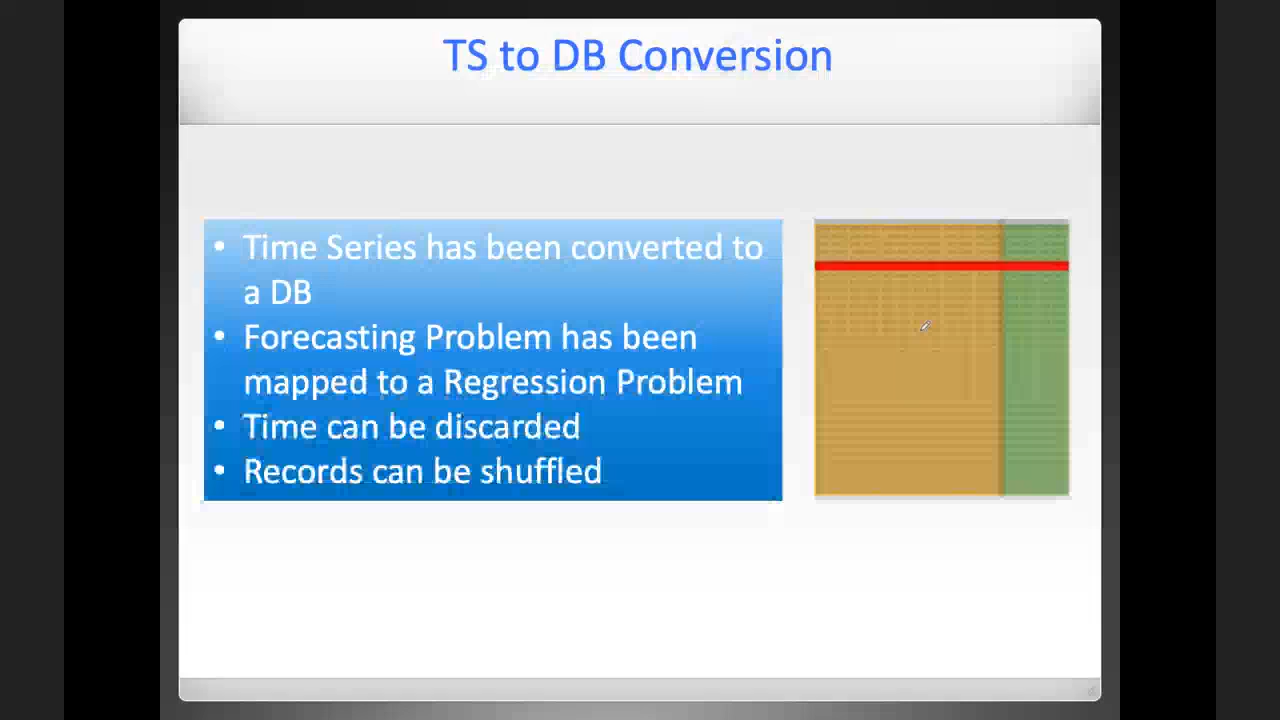 TS to DB Conversion
• Time Series has been converted to
a DB
• Forecasting Problem has been
mapped to a Regression Problem
• Time can be discarded
• Records can be shuffled